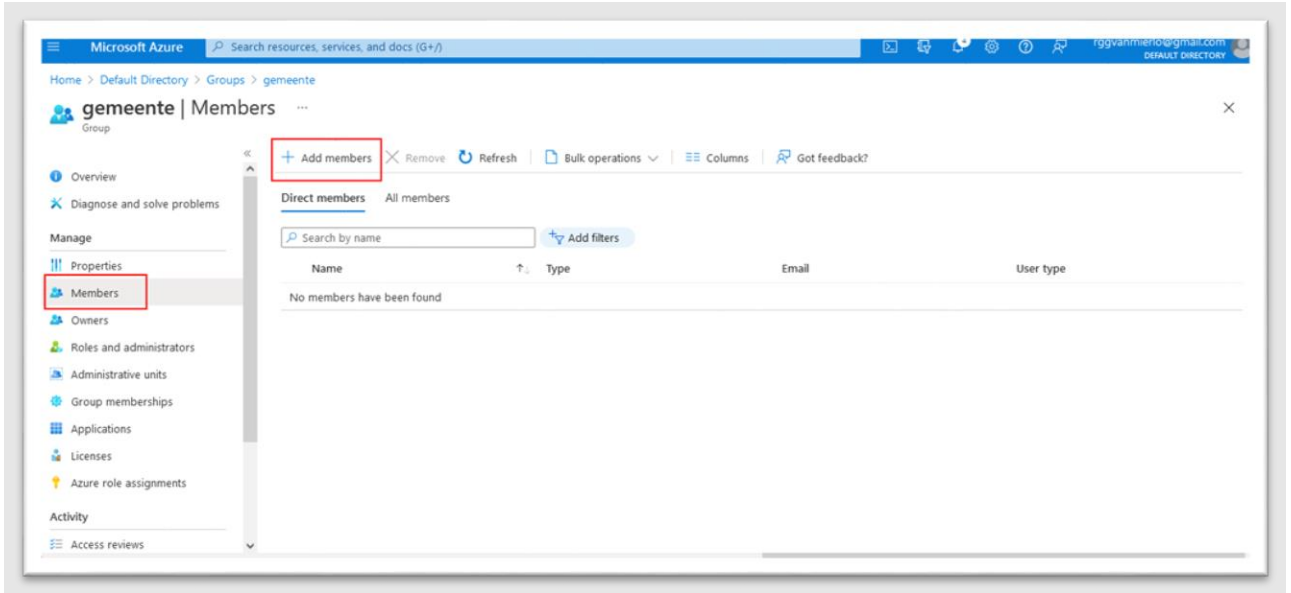 Microsoft Azure
Search resources, services, and docs (G+/)
rggvanmierlo@gmail.com
DEFAULT DIRECTORY
Home > Default Directory > Groups > gemeente
gemeente | Members ...
Group
Add members Remove Refresh Bulk operations Columns Got feedback?
Overview
Diagnose and solve problems
Manage
Properties
Members
Owners
Roles and administrators
Administrative units
Group memberships
Applications
Licenses
Azure role assignments
Activity
Access reviews
Direct members All members
Search by name Add filters
Name Type Email User type
No members have been found